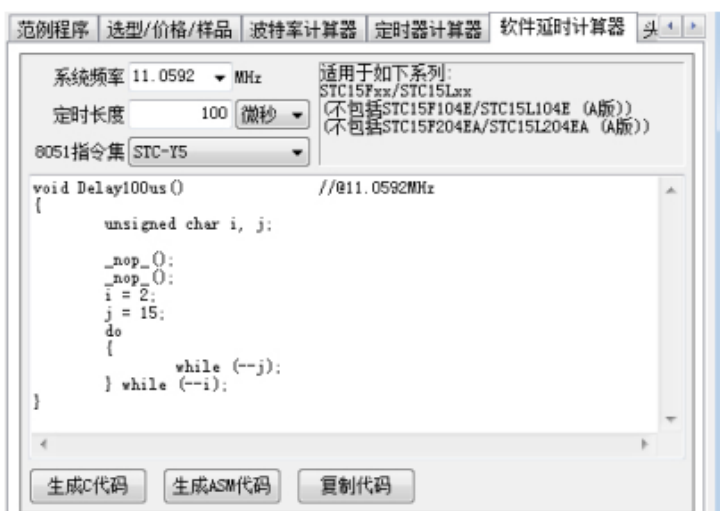 范例程序 选型/价格/样品 波特率计算器 定时器计算器 软件延时计算器 头
系统频率 11.0592 MHz
定时长度 100 微秒
8051指令集 STC-Y5
适用于如下系列:
STC15Fxx/STC15Lxx
(不包括STC15F104E/STC15L104E (A版))
(不包括STC15F204EA/STC15L204EA (A版))
void Delay100us() //@11.0592MHz
{
unsigned char i, j;
_nop_();
_nop_();
i = 2;
j = 15;
do
{
while (--j);
} while (--i);
}
生成C代码 生成ASM代码 复制代码